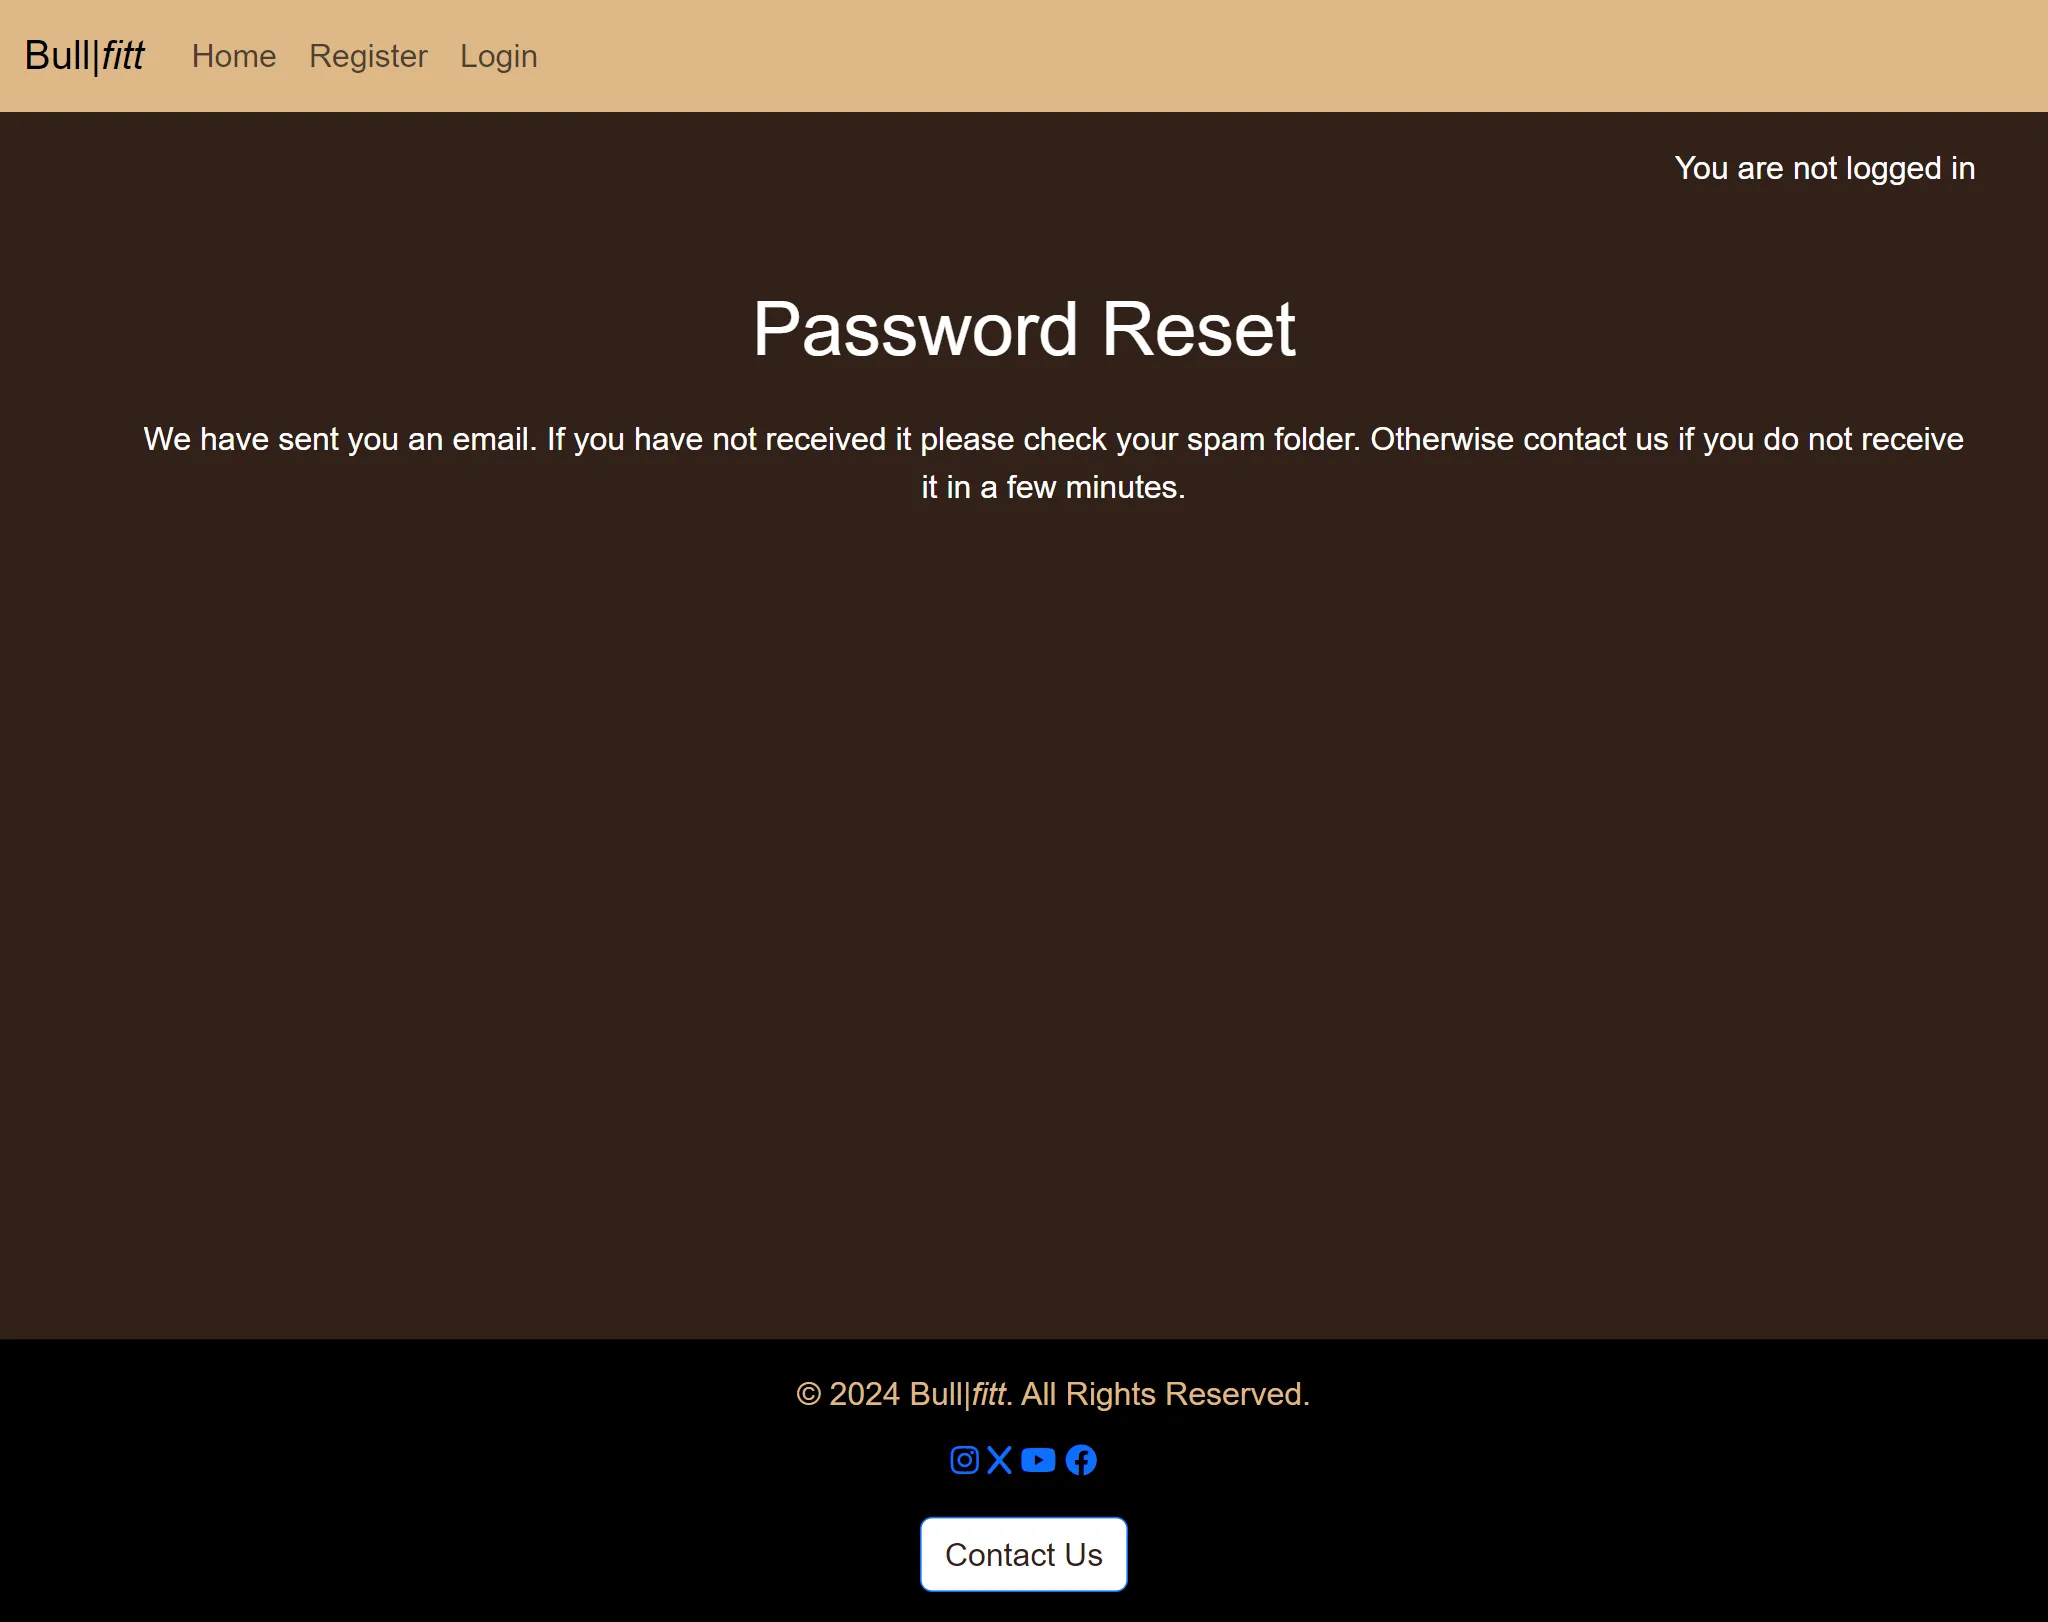 Bull|fitt Home Register Login
You are not logged in
Password Reset
We have sent you an email. If you have not received it please check your spam folder. Otherwise contact us if you do not receive
it in a few minutes.
© 2024 Bull|fitt. All Rights Reserved.
Contact Us